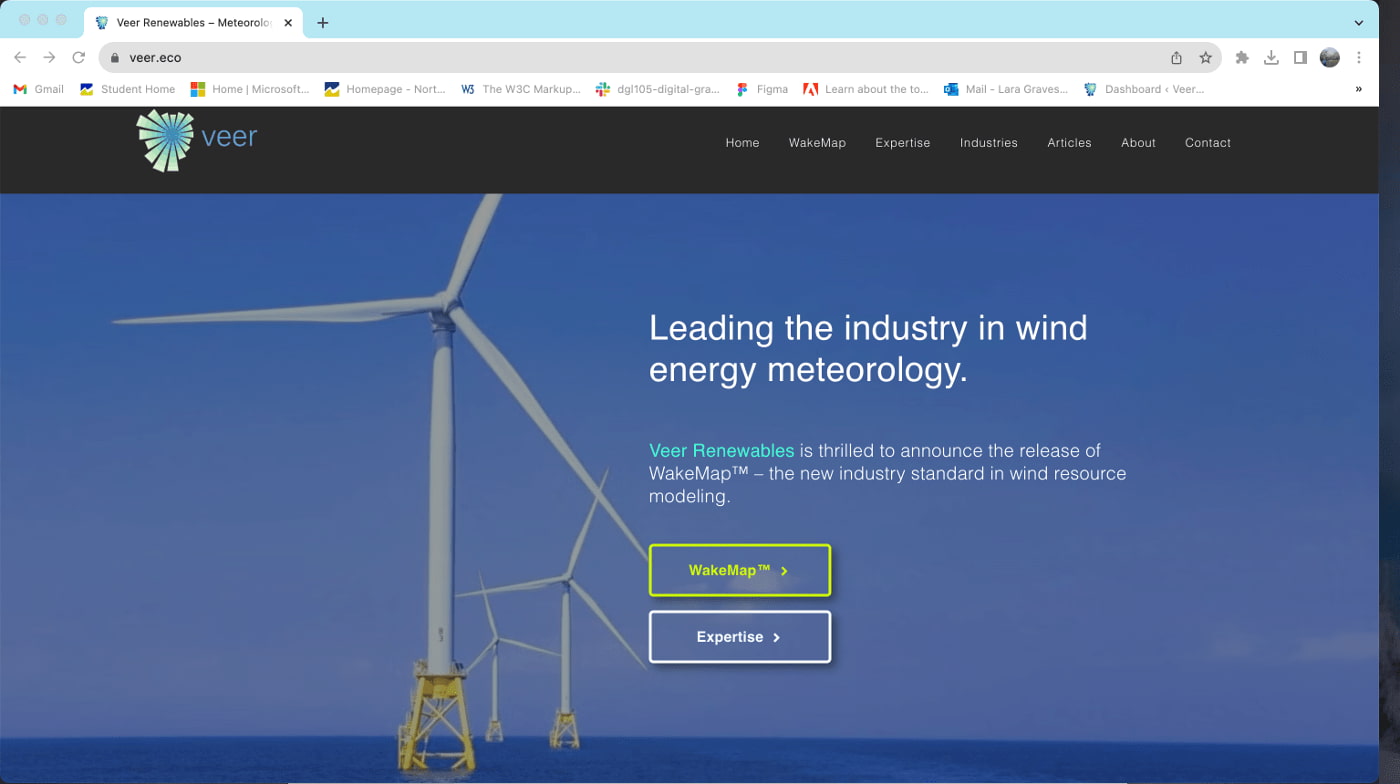 Veer Renewables – Meteorolo
veer.eco
Gmail
Student Home
Home | Microsoft...
Homepage - Nort...
W3 The W3C Markup...
dgl105-digital-gra...
Figma
Learn about the to...
Mail - Lara Graves...
Dashboard ‹ Veer...
»
veer
Home
WakeMap
Expertise
Industries
Articles
About
Contact
Leading the industry in wind
energy meteorology.
Veer Renewables is thrilled to announce the release of
WakeMap™ – the new industry standard in wind resource
modeling.
WakeMap™ >
Expertise >